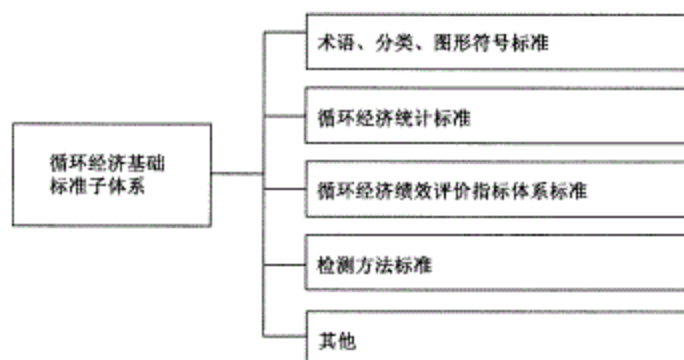 术语、分类、图形符号标准
循环经济统计标准
循环经济基础
标准子体系
循环经济绩效评价指标体系标准
检测方法标准
其他